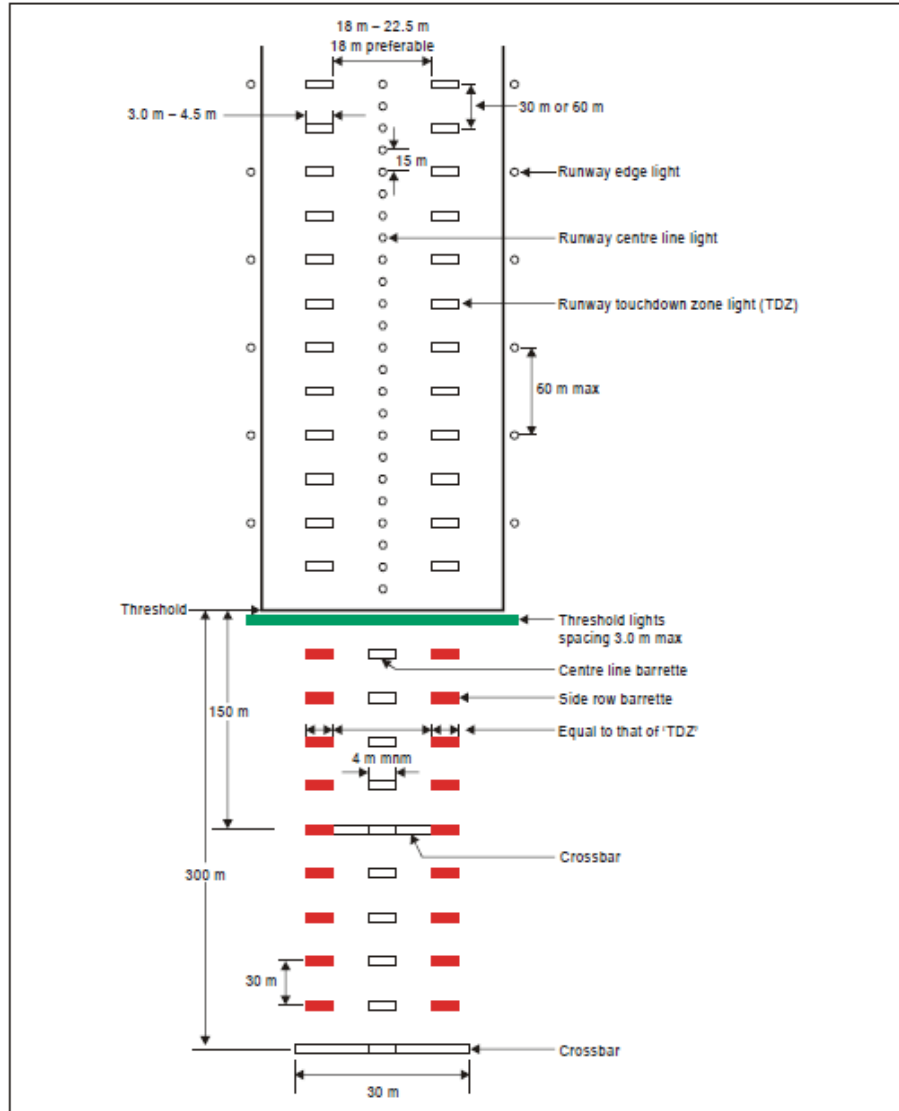 18 m – 22.5 m
18 m preferable
3.0 m – 4.5 m
30 m or 60 m
15 m
Runway edge light
Runway centre line light
Runway touchdown zone light (TDZ)
60 m max
Threshold
Threshold lights
spacing 3.0 m max
Centre line barrette
Side row barrette
150 m
Equal to that of 'TDZ'
4 m mnm
Crossbar
300 m
30 m
Crossbar
30 m